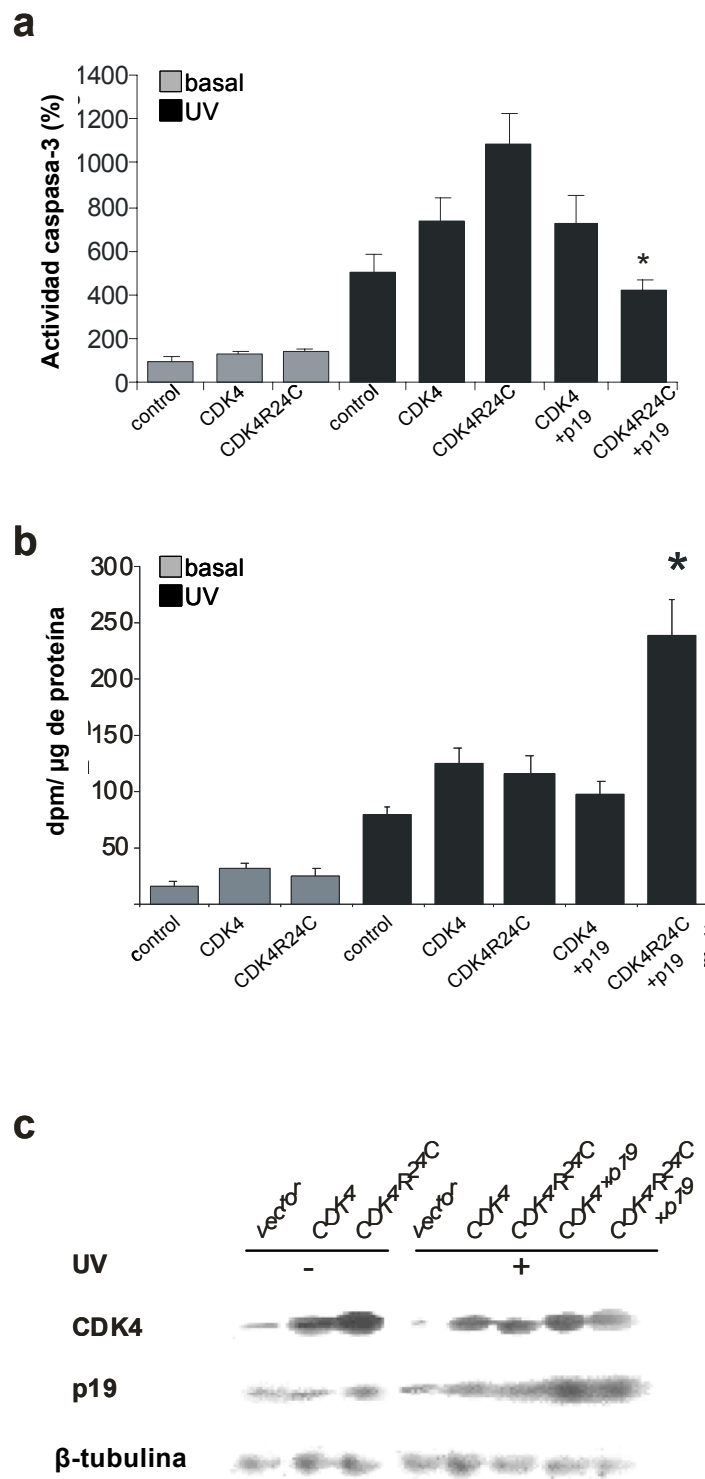 a
Actividad caspasa-3 (%)
1400
1200
1000
800
600
400
200
0
basal
UV
control
CDK4
CDK4R24C
control
CDK4
CDK4R24C
CDK4
+p19
CDK4R24C
+p19
*
b
dpm/ µg de proteína
300
250
200
150
100
50
basal
UV
*
control
CDK4
CDK4R24C
control
CDK4
CDK4R24C
CDK4
+p19
CDK4R24C
+p19
c
vector
CDK4
CDK4R24C
vector
CDK4
CDK4R24C
CDK4+p19
CDK4R24C
+p19
UV - +
CDK4
p19
β-tubulina